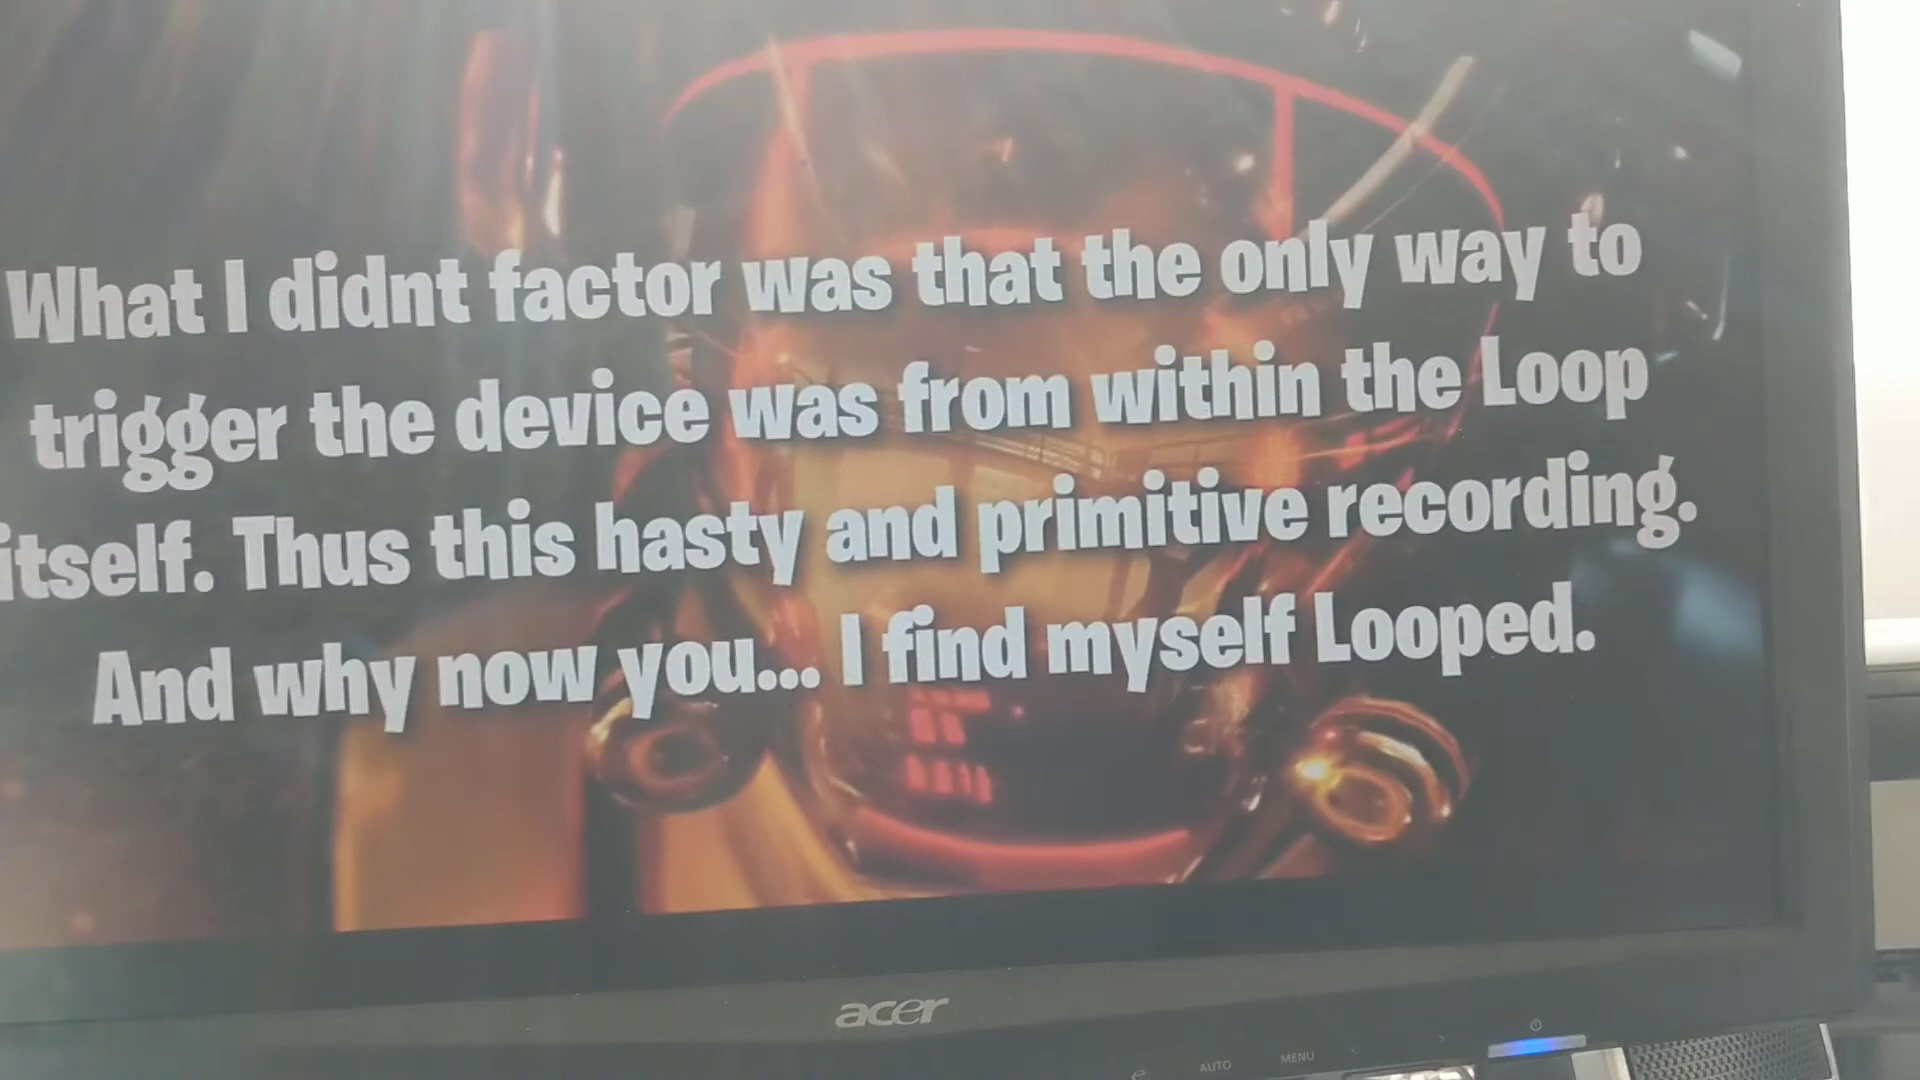 What I didnt factor was that the only way to
trigger the device was from within the Loop
itself. Thus this hasty and primitive recording.
And why now you... I find myself Looped.
acer
e AUTO MENU